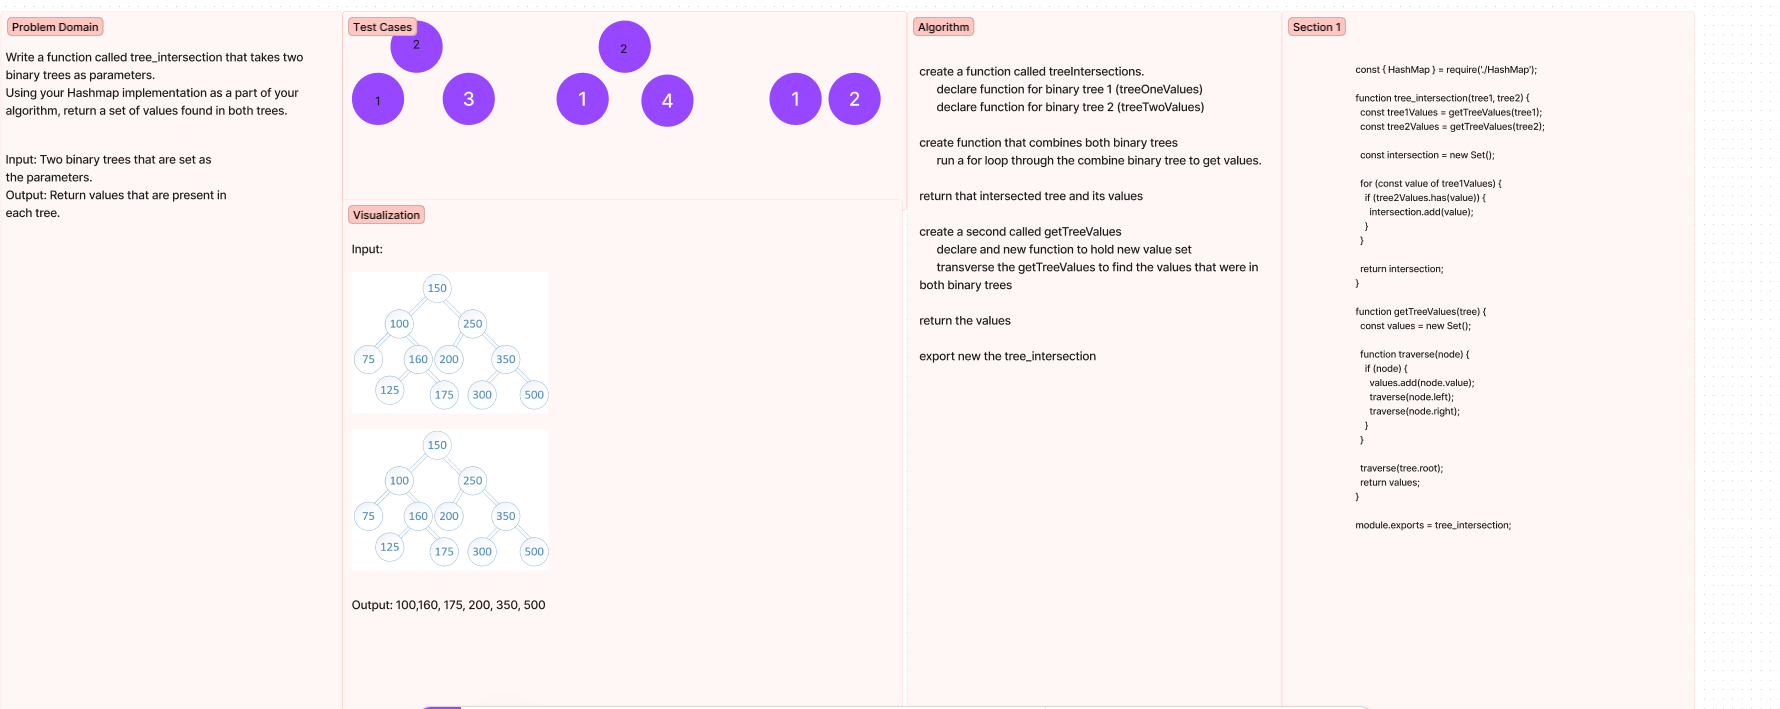 Problem Domain
Write a function called tree_intersection that takes two
binary trees as parameters.
Using your Hashmap implementation as a part of your
algorithm, return a set of values found in both trees.
Input: Two binary trees that are set as
the parameters.
Output: Return values that are present in
each tree.
Test Cases
2
1
3
2
1
4
1
2
Visualization
Input:
150
100
250
75
160
200
350
125
175
300
500
150
100
250
75
160
200
350
125
175
300
500
Output: 100,160, 175, 200, 350, 500
Algorithm
create a function called treeIntersections.
declare function for binary tree 1 (treeOneValues)
declare function for binary tree 2 (treeTwoValues)
create function that combines both binary trees
run a for loop through the combine binary tree to get values.
return that intersected tree and its values
create a second called getTreeValues
declare and new function to hold new value set
transverse the getTreeValues to find the values that were in
both binary trees
return the values
export new the tree_intersection
Section 1
const { HashMap } = require('./HashMap');
function tree_intersection(tree1, tree2) {
const tree1Values = getTreeValues(tree1);
const tree2Values = getTreeValues(tree2);
const intersection = new Set();
for (const value of tree1Values) {
if (tree2Values.has(value)) {
intersection.add(value);
}
}
return intersection;
}
function getTreeValues(tree) {
const values = new Set();
function traverse(node) {
if (node) {
values.add(node.value);
traverse(node.left);
traverse(node.right);
}
}
traverse(tree.root);
return values;
}
module.exports = tree_intersection;